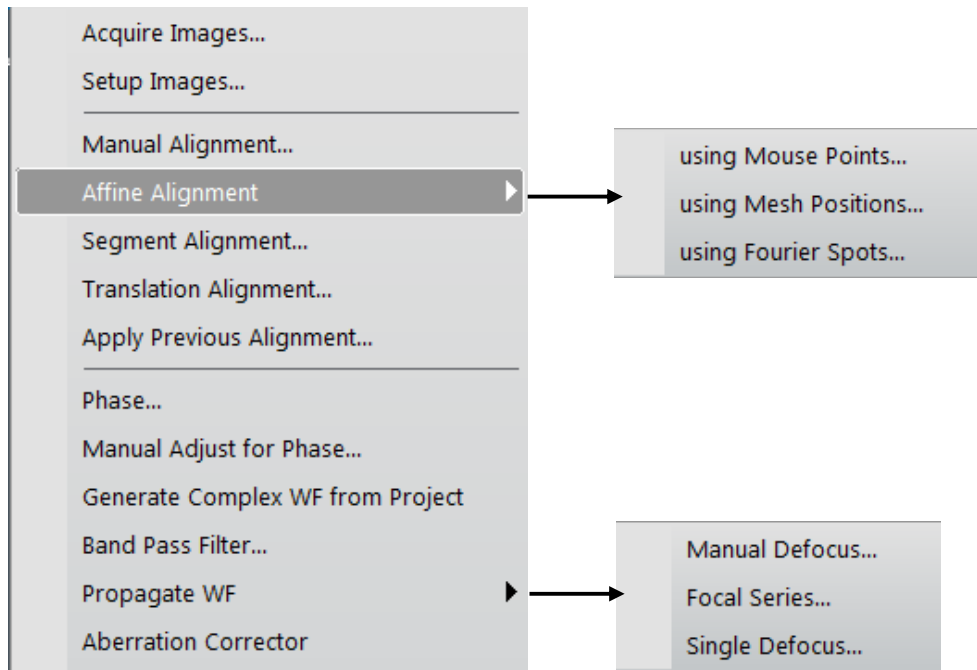 Acquire Images...
Setup Images...
Manual Alignment...
Affine Alignment
Segment Alignment...
Translation Alignment...
Apply Previous Alignment...
Phase...
Manual Adjust for Phase...
Generate Complex WF from Project
Band Pass Filter...
Propagate WF
Aberration Corrector
using Mouse Points...
using Mesh Positions...
using Fourier Spots...
Manual Defocus...
Focal Series...
Single Defocus...